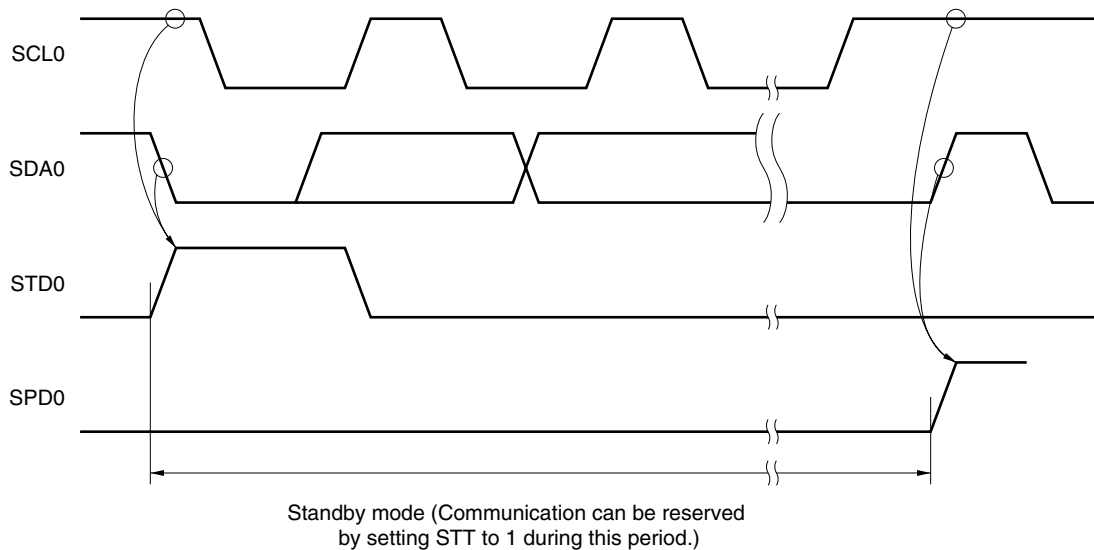 SCL0
SDA0
STD0
SPD0
Standby mode (Communication can be reserved
by setting STT to 1 during this period.)